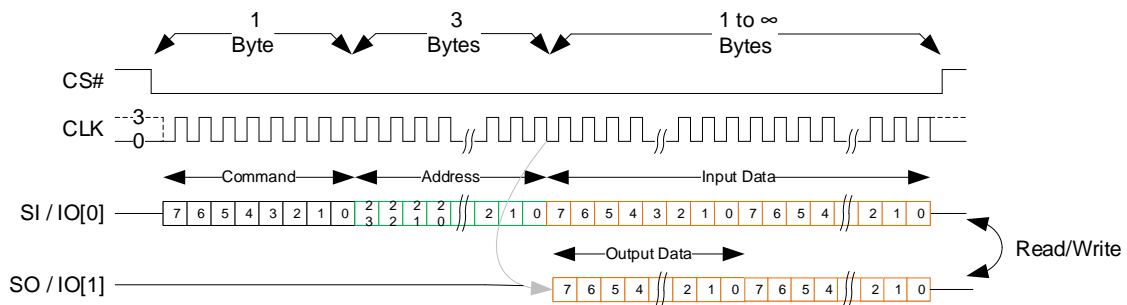 1 Byte
3 Bytes
1 to ∞ Bytes
CS#
CLK
3
0
Command
Address
Input Data
SI / IO[0]
7 6 5 4 3 2 1 0 23 22 21 20 2 1 0 7 6 5 4 3 2 1 0 7 6 5 4 2 1 0
Output Data
Read/Write
SO / IO[1]
7 6 5 4 2 1 0 7 6 5 4 2 1 0